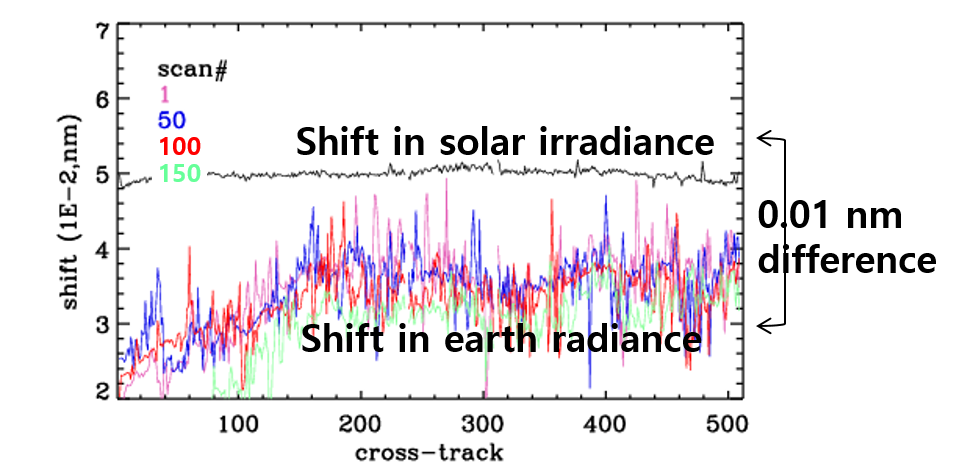 7
6
5
4
3
2
shift (1E-2,nm)
scan#
1
50
100
150
Shift in solar irradiance
Shift in earth radiance
0.01 nm
difference
100 200 300 400 500
cross-track